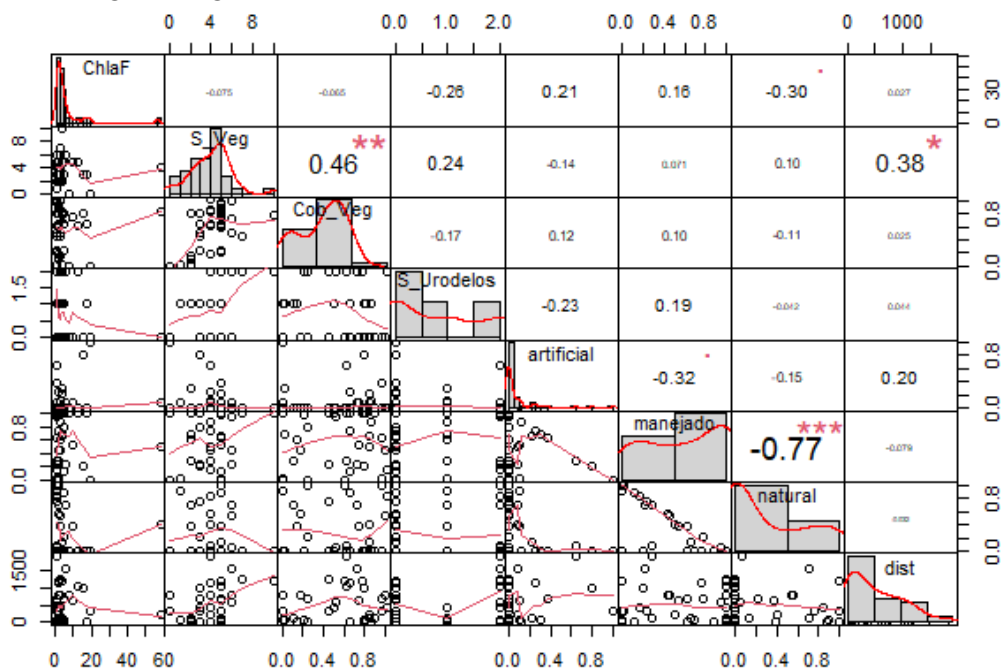 0 4 8 0.0 1.0 2.0 0.0 0.4 0.8 0 1000
ChlaF -0.075 -0.065 -0.26 0.21 0.16 -0.30 . 0.027 0 30
8 4 0 S_Veg 0.46 ** 0.24 -0.14 0.071 0.10 0.38 *
Cob_Veg -0.17 0.12 0.10 -0.11 0.025 0.0 0.8
0.0 1.5 S_Urodelos -0.23 0.19 -0.042 0.044
artificial -0.32 . -0.15 0.20 0.0 0.8
0.0 0.8 manejado -0.77 *** -0.079
natural 0.0 0.8
0 1500 dist
0 20 40 60 0.0 0.4 0.8 0.0 0.4 0.8 0.0 0.4 0.8